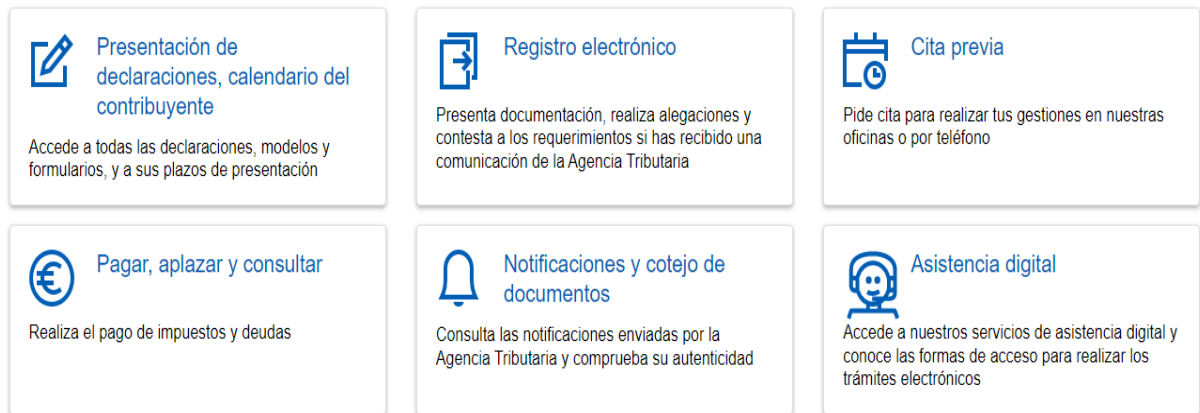 Presentación de
declaraciones, calendario del
contribuyente
Accede a todas las declaraciones, modelos y
formularios, y a sus plazos de presentación
Registro electrónico
Presenta documentación, realiza alegaciones y
contesta a los requerimientos si has recibido una
comunicación de la Agencia Tributaria
Cita previa
Pide cita para realizar tus gestiones en nuestras
oficinas o por teléfono
Pagar, aplazar y consultar
Realiza el pago de impuestos y deudas
Notificaciones y cotejo de
documentos
Consulta las notificaciones enviadas por la
Agencia Tributaria y comprueba su autenticidad
Asistencia digital
Accede a nuestros servicios de asistencia digital y
conoce las formas de acceso para realizar los
trámites electrónicos